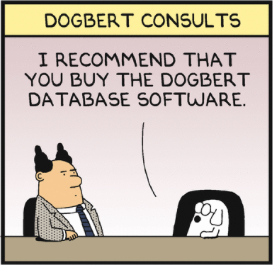 DOGBERT CONSULTS
I RECOMMEND THAT
YOU BUY THE DOGBERT
DATABASE SOFTWARE.